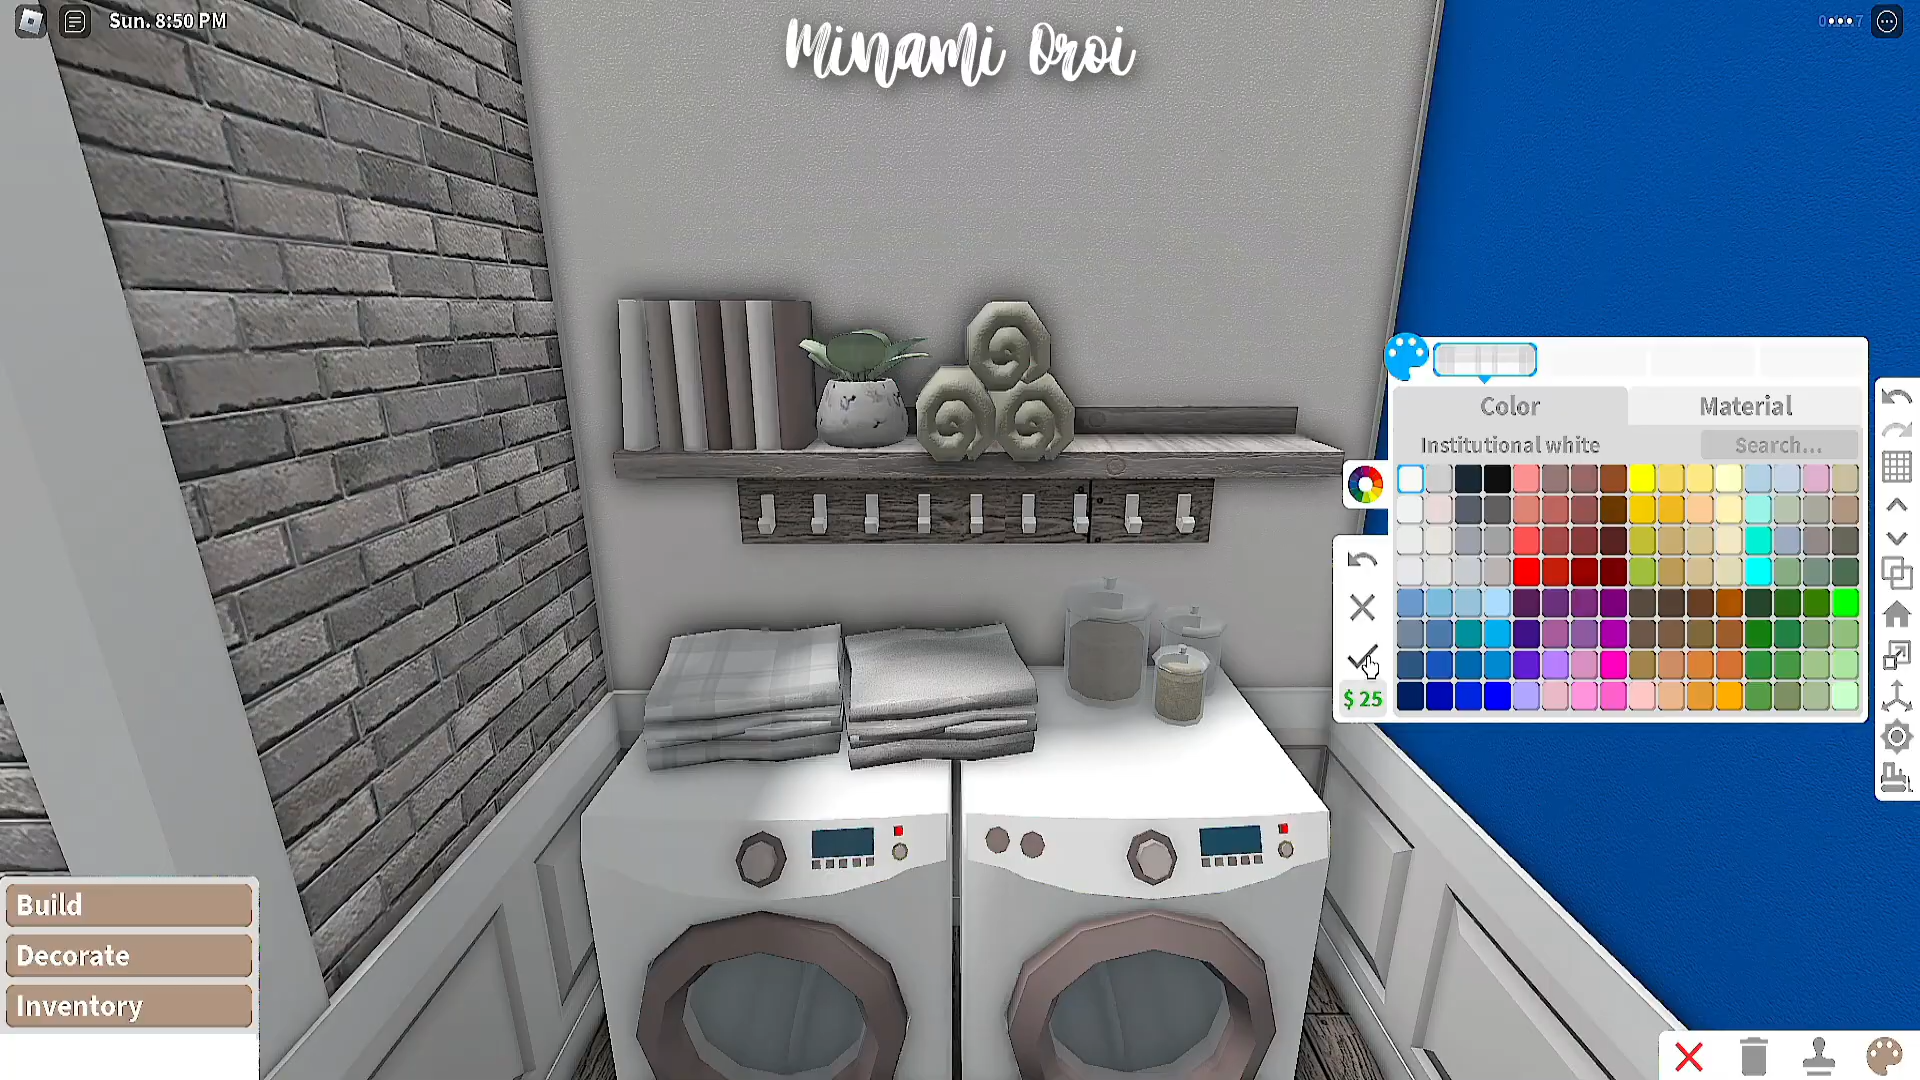 Sun. 8:50 PM
Minami Oroi
Color
Material
Institutional white
Search...
$ 25
Build
Decorate
Inventory